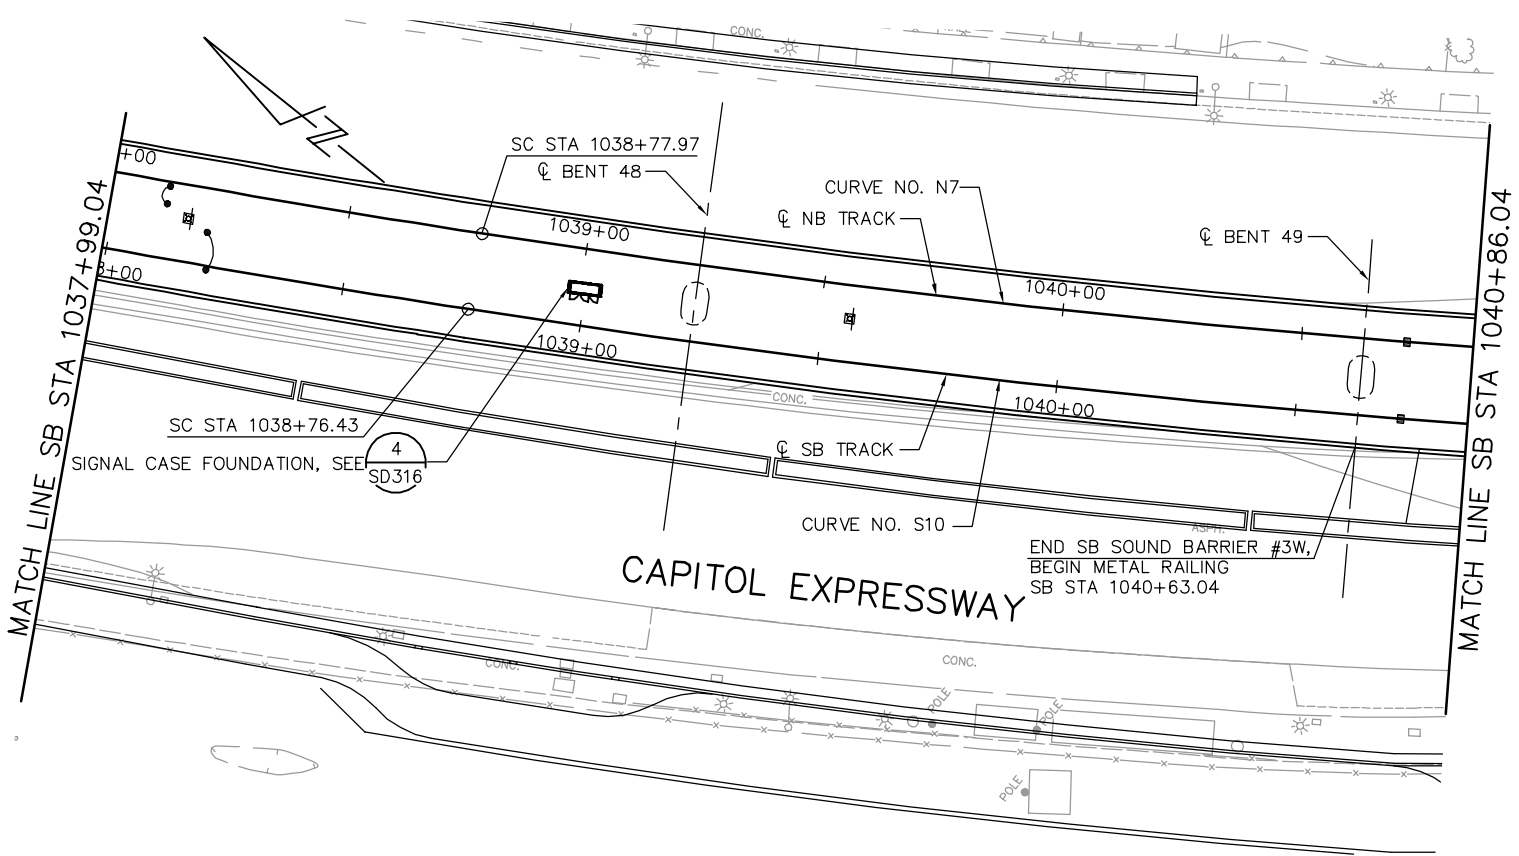 CONC.
SC STA 1038+77.97
℄ BENT 48
+00
CURVE NO. N7
℄ NB TRACK
1039+00
℄ BENT 49
1040+00
MATCH LINE SB STA 1037+99.04
MATCH LINE SB STA 1040+86.04
+00
1039+00
CONC.
1040+00
SC STA 1038+76.43
℄ SB TRACK
SIGNAL CASE FOUNDATION, SEE
4
SD316
CURVE NO. S10
ASPH.
END SB SOUND BARRIER #3W,
BEGIN METAL RAILING
SB STA 1040+63.04
CAPITOL EXPRESSWAY
CONC.
CONC.
POLE
POLE
POLE